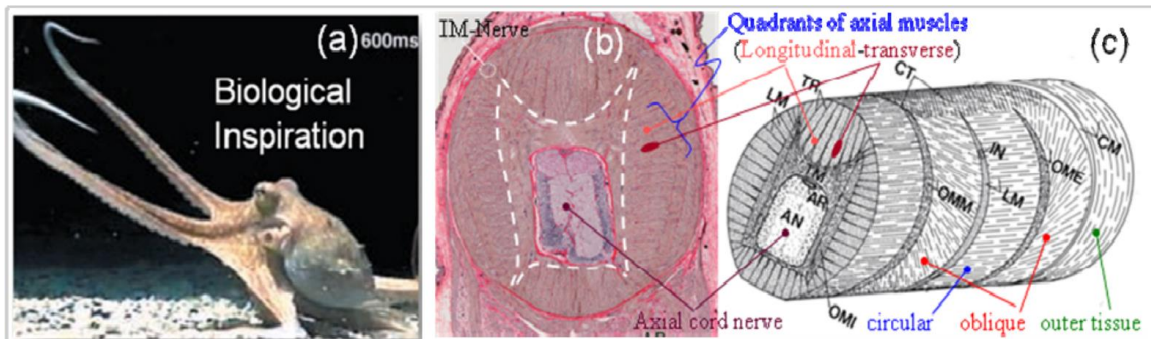 (a)
600ms
Biological
Inspiration
IM-Nerve
(b)
Quadrants of axial muscles
(Longitudinal-transverse)
(c)
Axial cord nerve
CT
TR
LM
TM
AR
AN
IN
OME
CM
OMM
LM
OMI
circular
oblique
outer tissue